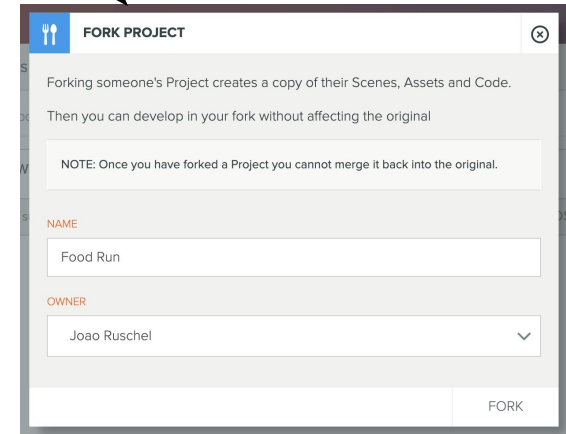 FORK PROJECT
Forking someone's Project creates a copy of their Scenes, Assets and Code.
Then you can develop in your fork without affecting the original
NOTE: Once you have forked a Project you cannot merge it back into the original.
NAME
Food Run
OWNER
Joao Ruschel
FORK